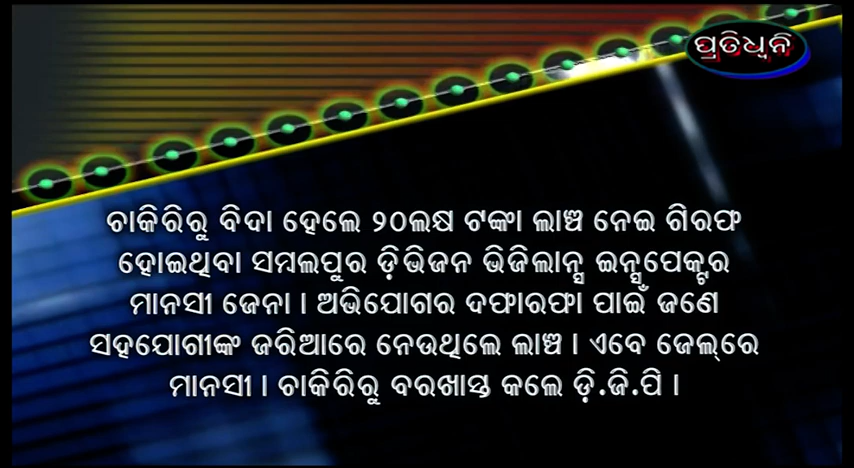 ପ୍ରତିଧ୍ୱନି
ଚାକିରିରୁ ବିଦା ହେଲେ ୨୦ଲକ୍ଷ ଟଙ୍କା ଲାଞ୍ଚ ନେଇ ଗିରଫ
ହୋଇଥିବା ସମ୍ବଲପୁର ଡ଼ିଭିଜନ ଭିଜିଲାନ୍ସ ଇନ୍ସପେକ୍ଟର
ମାନସୀ ଜେନା । ଅଭିଯୋଗର ଦଫାରଫା ପାଇଁ ଜଣେ
ସହଯୋଗୀଙ୍କ ଜରିଆରେ ନେଉଥିଲେ ଲାଞ୍ଚ । ଏବେ ଜେଲ୍‌ରେ
ମାନସୀ । ଚାକିରିରୁ ବରଖାସ୍ତ କଲେ ଡ଼ି.ଜି.ପି ।